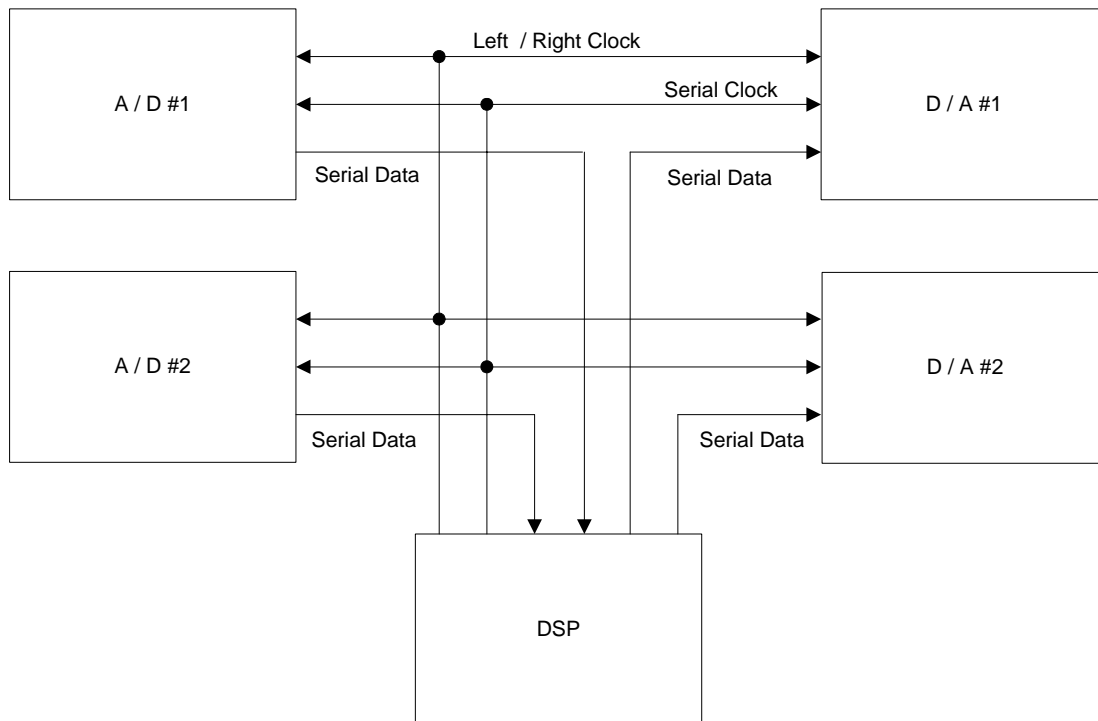 Left / Right Clock
A / D #1
Serial Clock
D / A #1
Serial Data
Serial Data
A / D #2
D / A #2
Serial Data
Serial Data
DSP